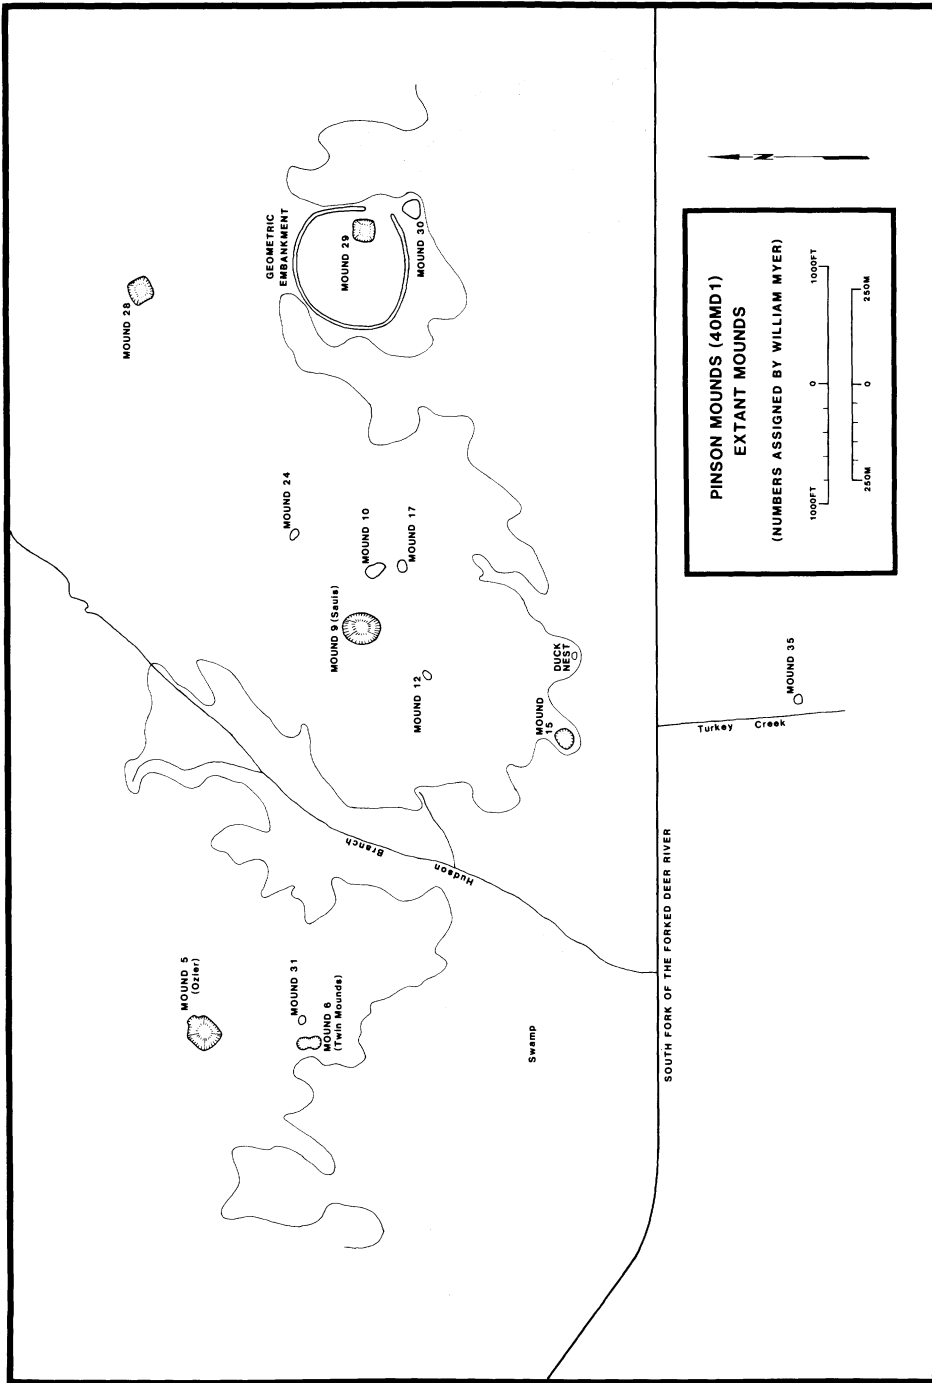 MOUND 28
GEOMETRIC
EMBANKMENT
MOUND 29
MOUND 30
MOUND 24
MOUND 10
MOUND 17
MOUND 9 (Sauls)
MOUND 12
DUCK
NEST
MOUND
15
MOUND 35
Turkey Creek
Hudson Branch
MOUND 5
(Ozier)
MOUND 31
MOUND 6
(Twin Mounds)
Swamp
SOUTH FORK OF THE FORKED DEER RIVER
N
PINSON MOUNDS (40MD1)
EXTANT MOUNDS
(NUMBERS ASSIGNED BY WILLIAM MYER)
1000FT 0 1000FT
250M 0 250M